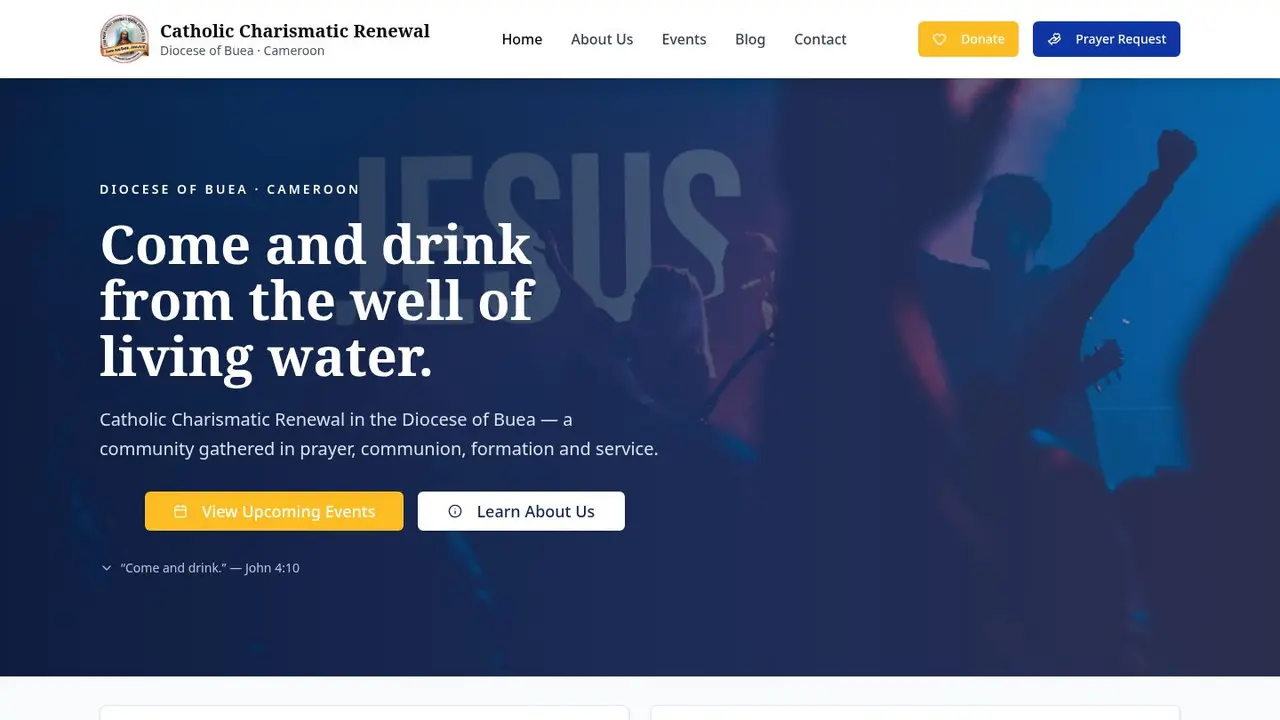 Catholic Charismatic Renewal
Diocese of Buea · Cameroon
Home
About Us
Events
Blog
Contact
Donate
Prayer Request
JESUS
DIOCESE OF BUEA · CAMEROON
Come and drink
from the well of
living water.
Catholic Charismatic Renewal in the Diocese of Buea — a
community gathered in prayer, communion, formation and service.
View Upcoming Events
Learn About Us
“Come and drink.” — John 4:10